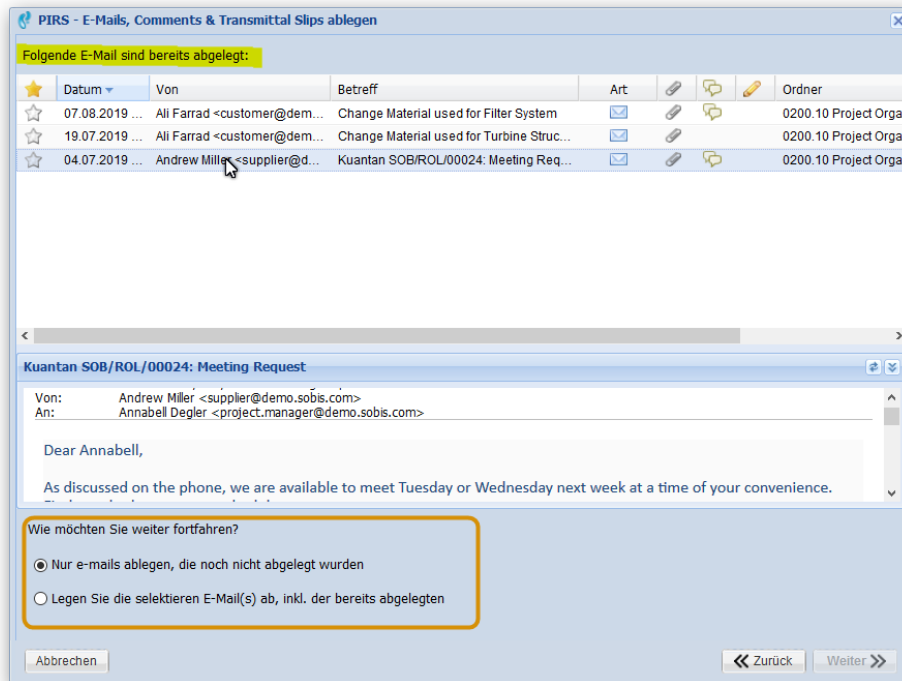 PIRS - E-Mails, Comments & Transmittal Slips ablegen
Folgende E-Mail sind bereits abgelegt:
Datum Von Betreff Art Ordner
07.08.2019 ... Ali Farrad <customer@dem... Change Material used for Filter System 0200.10 Project Orga
19.07.2019 ... Ali Farrad <customer@dem... Change Material used for Turbine Struc... 0200.10 Project Orga
04.07.2019 ... Andrew Miller <supplier@d... Kuantan SOB/ROL/00024: Meeting Req... 0200.10 Project Orga
Kuantan SOB/ROL/00024: Meeting Request
Von: Andrew Miller <supplier@demo.sobis.com>
An: Annabell Degler <project.manager@demo.sobis.com>
Dear Annabell,
As discussed on the phone, we are available to meet Tuesday or Wednesday next week at a time of your convenience.
Wie möchten Sie weiter fortfahren?
Nur e-mails ablegen, die noch nicht abgelegt wurden
Legen Sie die selektieren E-Mail(s) ab, inkl. der bereits abgelegten
Abbrechen Zurück Weiter